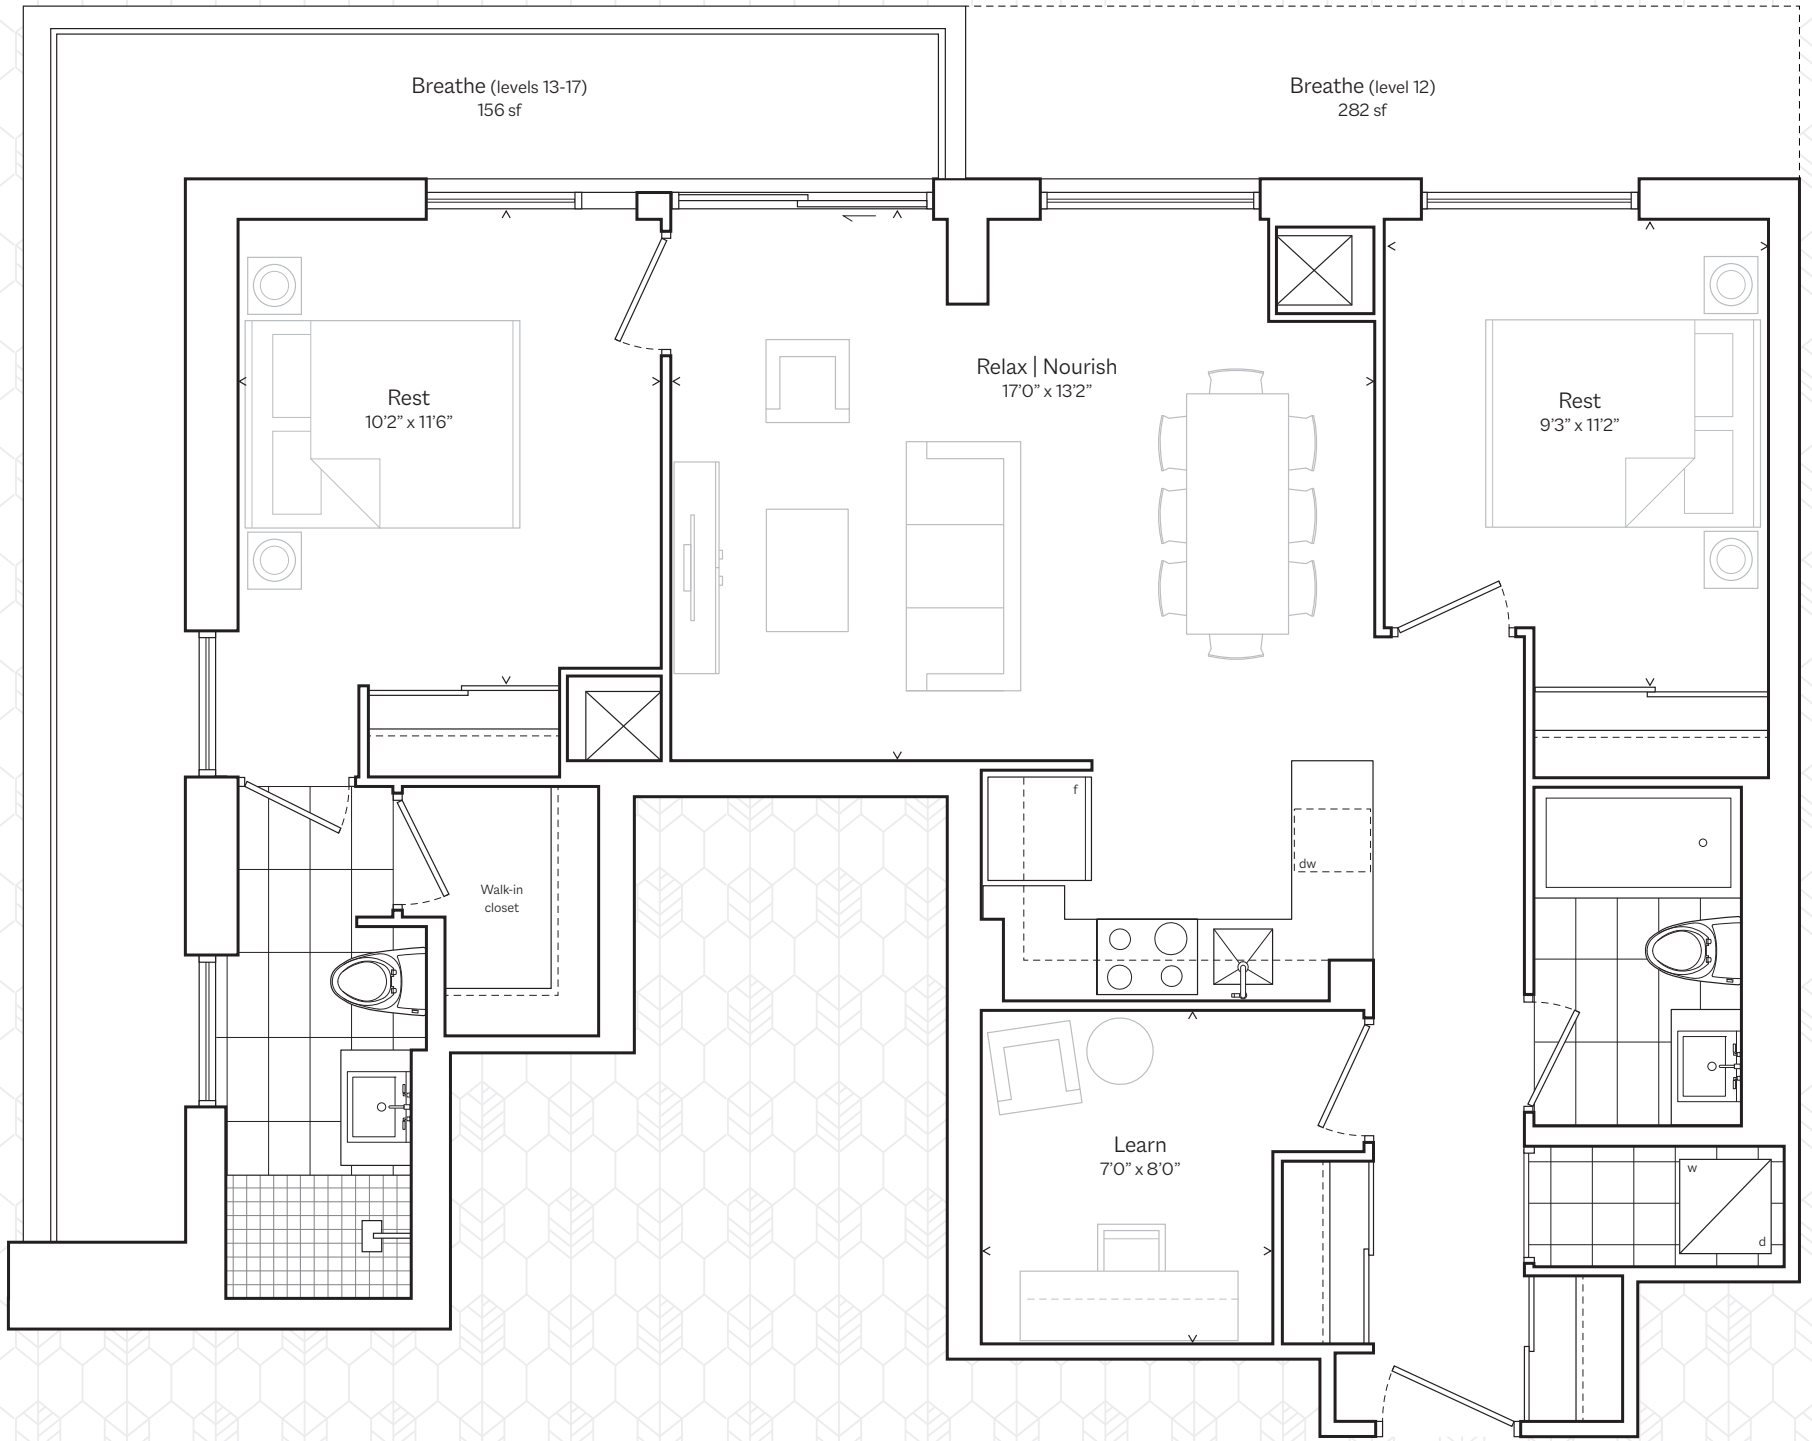 Breathe (levels 13-17)
156 sf
Breathe (level 12)
282 sf
Relax | Nourish
17’0” x 13’2”
Rest
10’2” x 11’6”
Rest
9’3” x 11’2”
f
dw
Walk-in
closet
Learn
7’0” x 8’0”
w
d